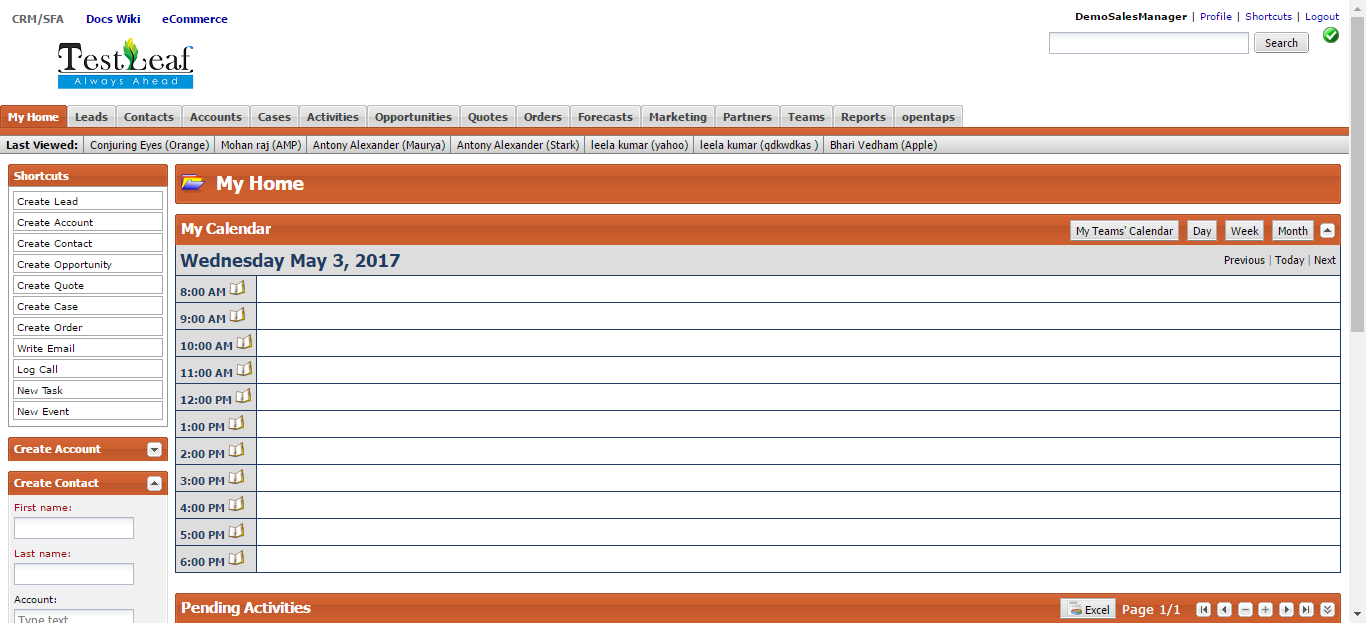 CRM/SFA Docs Wiki eCommerce
DemoSalesManager | Profile | Shortcuts | Logout
Search
TestLeaf
Always Ahead
My Home Leads Contacts Accounts Cases Activities Opportunities Quotes Orders Forecasts Marketing Partners Teams Reports opentaps
Last Viewed: Conjuring Eyes (Orange) Mohan raj (AMP) Antony Alexander (Maurya) Antony Alexander (Stark) leela kumar (yahoo) leela kumar (qdkwdkas ) Bhari Vedham (Apple)
Shortcuts
Create Lead
Create Account
Create Contact
Create Opportunity
Create Quote
Create Case
Create Order
Write Email
Log Call
New Task
New Event
Create Account
Create Contact
First name:
Last name:
Account:
Type text
My Home
My Calendar My Teams' Calendar Day Week Month
Wednesday May 3, 2017 Previous | Today | Next
8:00 AM
9:00 AM
10:00 AM
11:00 AM
12:00 PM
1:00 PM
2:00 PM
3:00 PM
4:00 PM
5:00 PM
6:00 PM
Pending Activities Excel Page 1/1